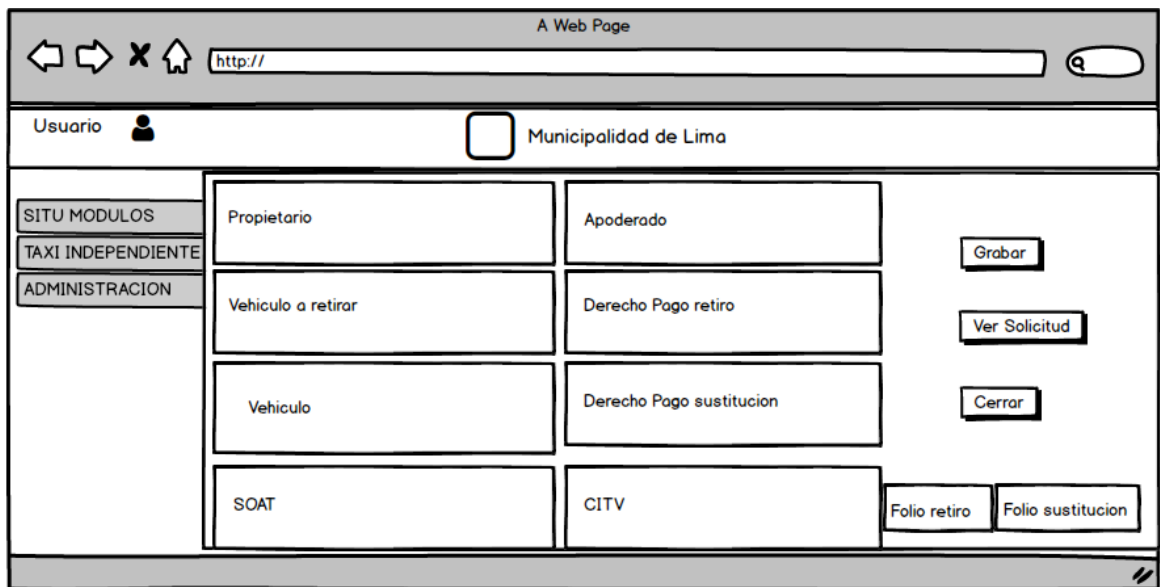 A Web Page
http://
Usuario
Municipalidad de Lima
SITU MODULOS
TAXI INDEPENDIENTE
ADMINISTRACION
Propietario
Apoderado
Grabar
Vehiculo a retirar
Derecho Pago retiro
Ver Solicitud
Vehiculo
Derecho Pago sustitucion
Cerrar
SOAT
CITV
Folio retiro
Folio sustitucion